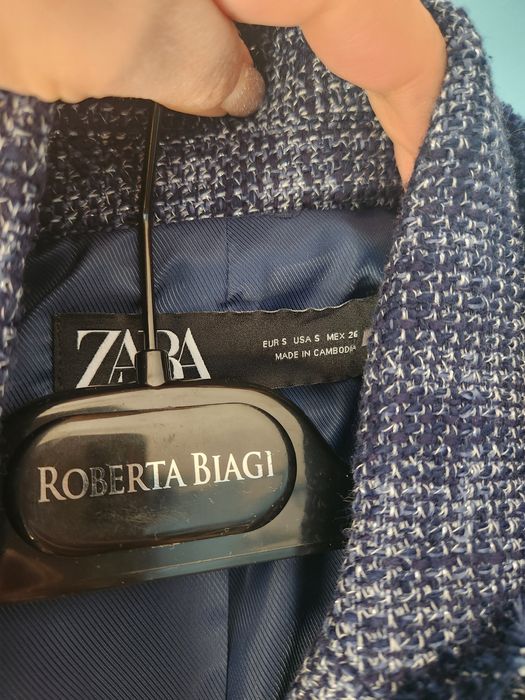 ZARA
EUR S USA S MEX 26
MADE IN CAMBODIA
ROBERTA BIAGI